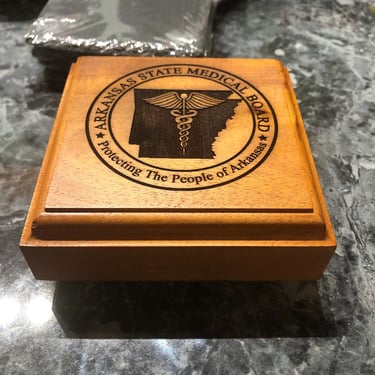 ARKANSAS STATE MEDICAL BOARD
Protecting The People of Arkansas